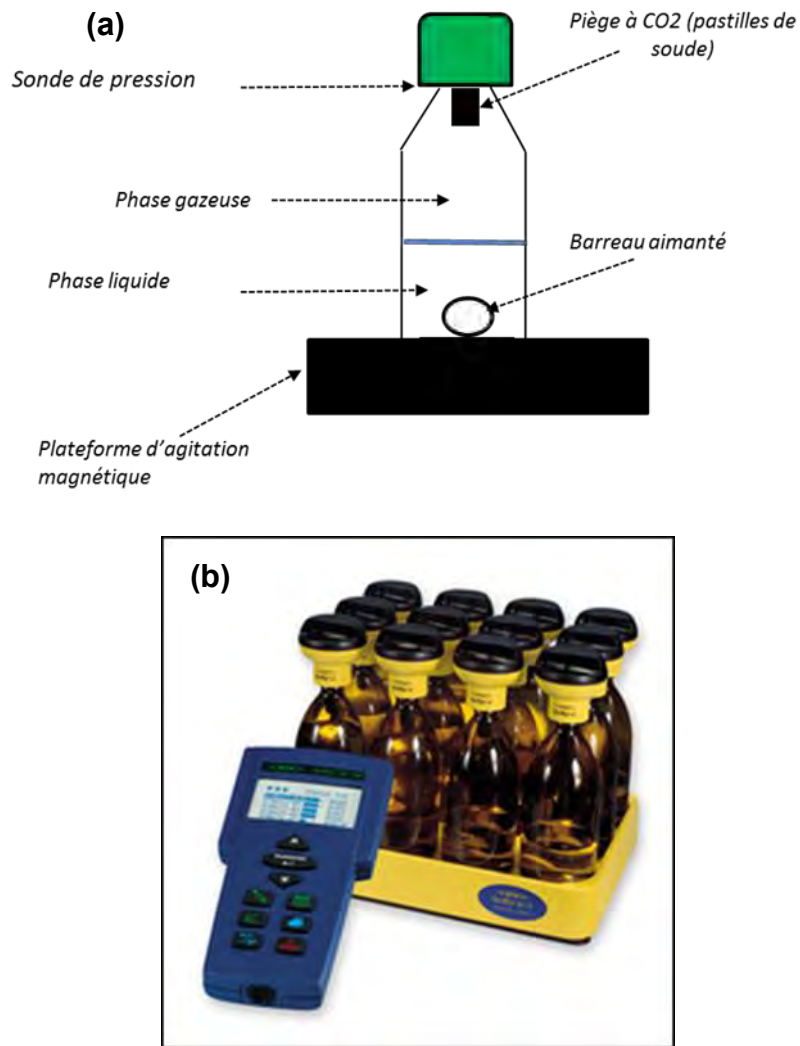 (a)
Piège à CO2 (pastilles de
soude)
Sonde de pression
Phase gazeuse
Barreau aimanté
Phase liquide
Plateforme d'agitation
magnétique
(b)